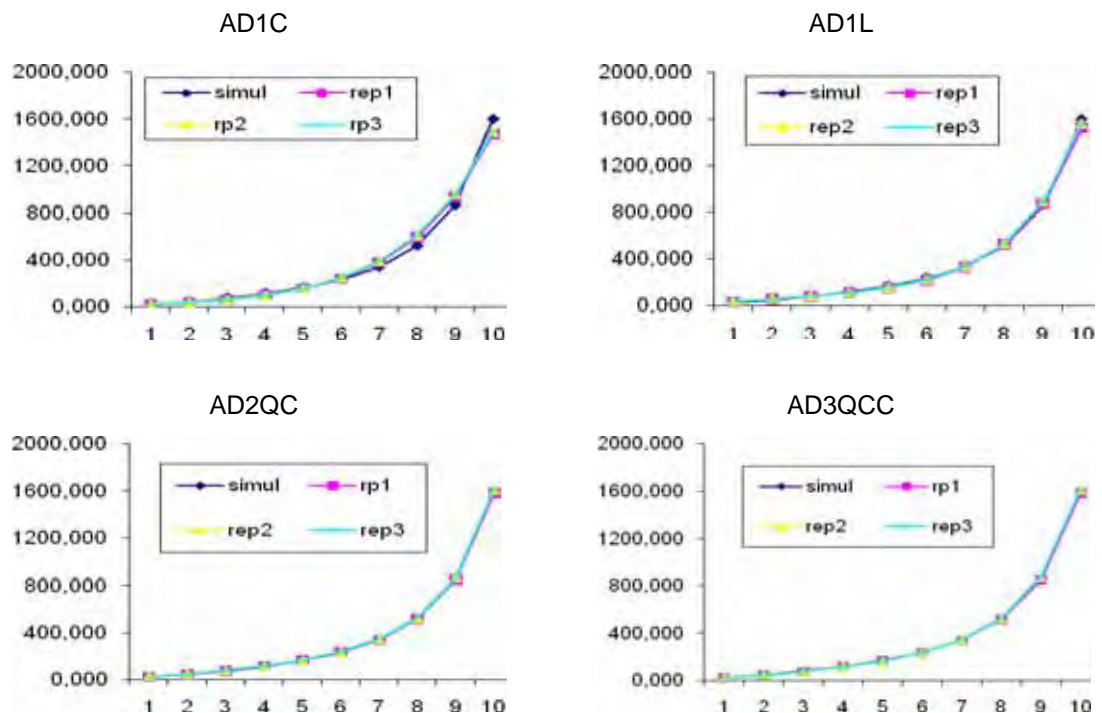 AD1C
2000,000
1600,000
1200,000
800,000
400,000
0,000
simul rep1
rp2 rp3
1 2 3 4 5 6 7 8 9 10
AD1L
2000,000
1600,000
1200,000
800,000
400,000
0,000
simul rep1
rep2 rep3
1 2 3 4 5 6 7 8 9 10
AD2QC
2000,000
1600,000
1200,000
800,000
400,000
0,000
simul rp1
rep2 rep3
1 2 3 4 5 6 7 8 9 10
AD3QCC
2000,000
1600,000
1200,000
800,000
400,000
0,000
simul rp1
rep2 rep3
1 2 3 4 5 6 7 8 9 10